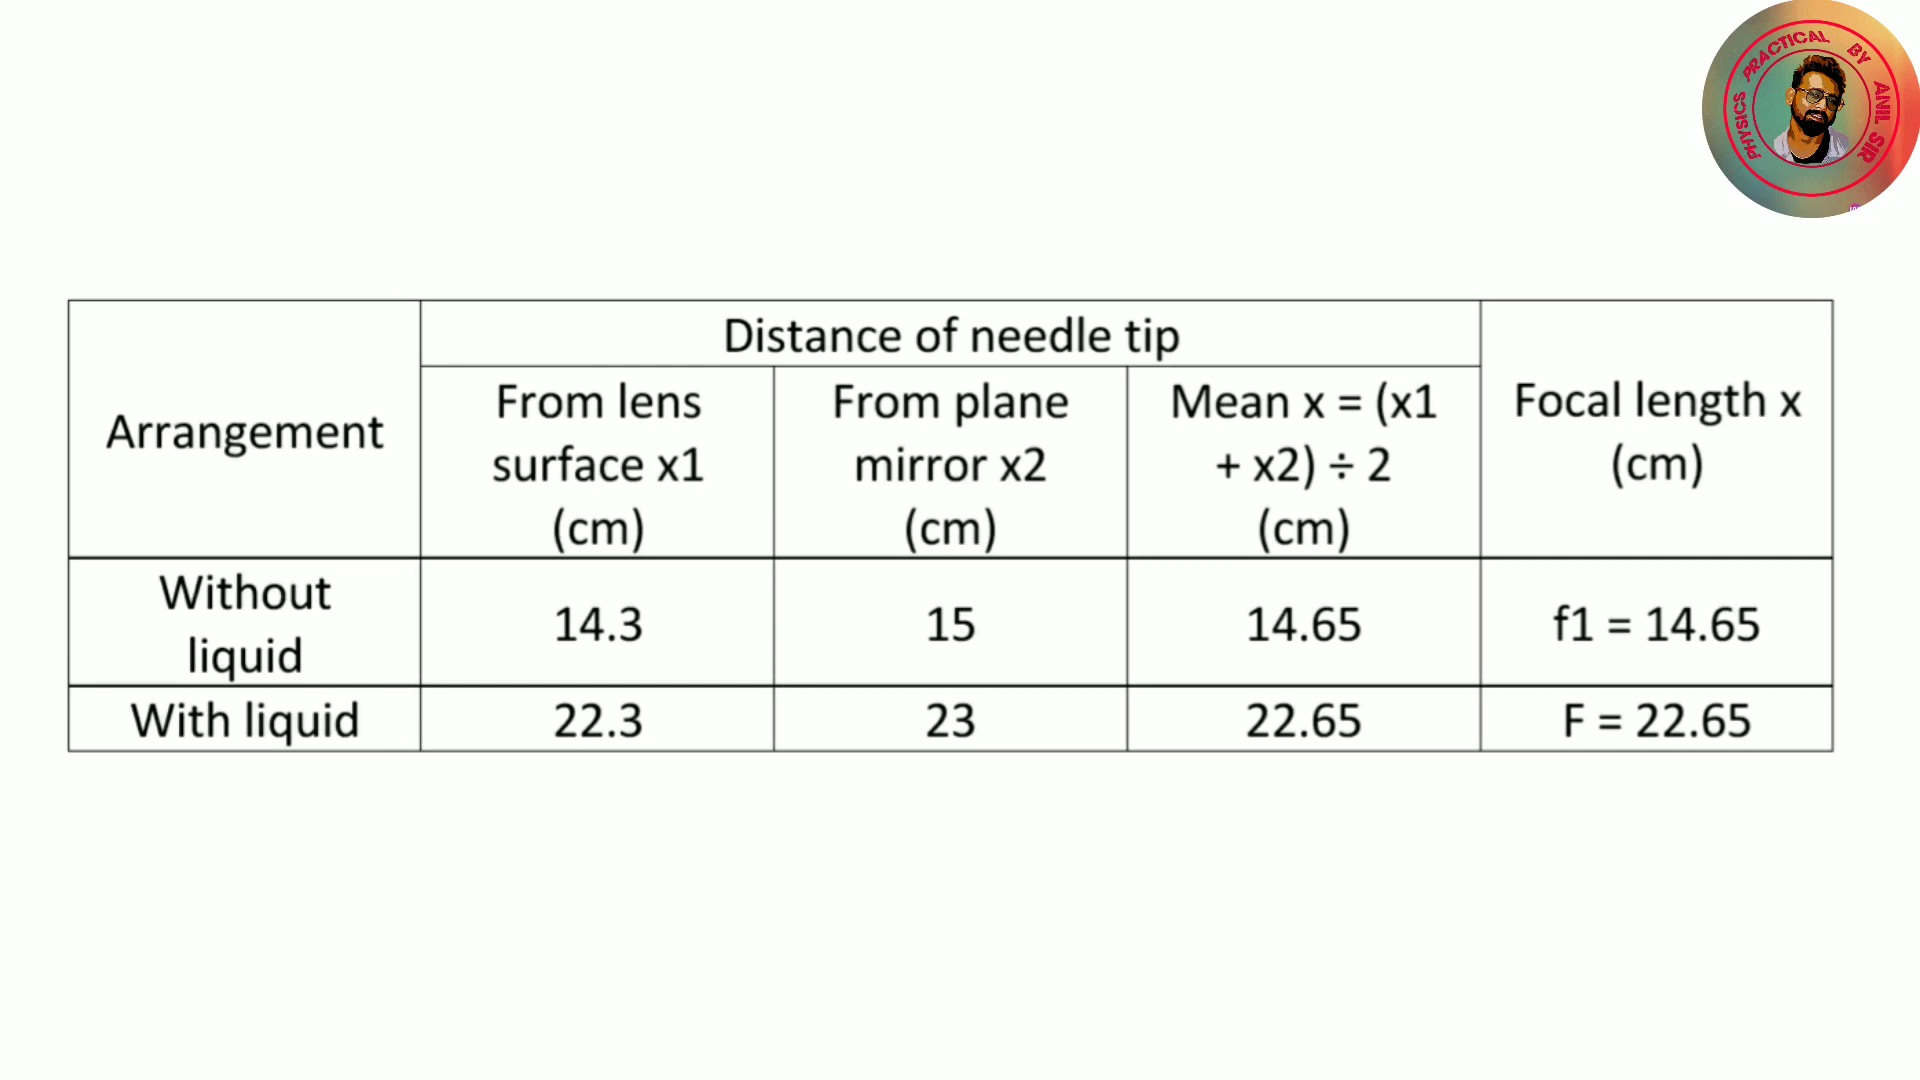 PHYSICS PRACTICAL BY ANIL SIR
Distance of needle tip
Arrangement
From lens
surface x1
(cm)
From plane
mirror x2
(cm)
Mean x = (x1
+ x2) ÷ 2
(cm)
Focal length x
(cm)
Without
liquid
14.3
15
14.65
f1 = 14.65
With liquid
22.3
23
22.65
F = 22.65